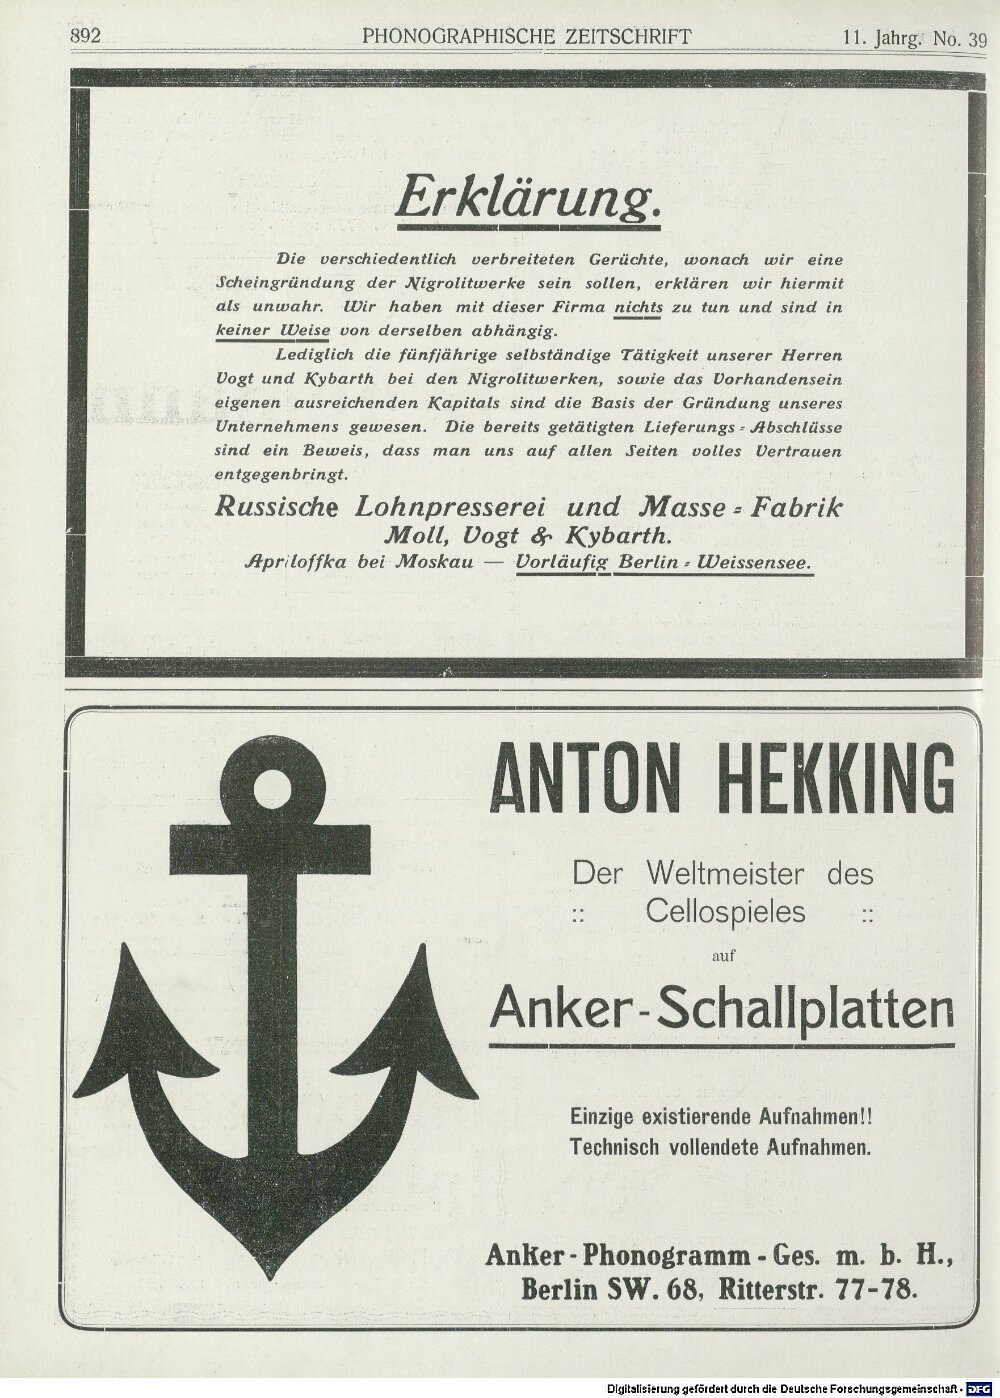 892 PHONOGRAPHISCHE ZEITSCHRIFT 11. Jahrg. No. 39
Erklärung.
Die verschiedentlich verbreiteten Gerüchte, wonach wir eine
Scheingründung der Nigrolitwerke sein sollen, erklären wir hiermit
als unwahr. Wir haben mit dieser Firma nichts zu tun und sind in
keiner Weise von derselben abhängig.
Lediglich die fünfjährige selbständige Tätigkeit unserer Herren
Vogt und Kybarth bei den Nigrolitwerken, sowie das Vorhandensein
eigenen ausreichenden Kapitals sind die Basis der Gründung unseres
Unternehmens gewesen. Die bereits getätigten Lieferungs-Abschlüsse
sind ein Beweis, dass man uns auf allen Seiten volles Vertrauen
entgegenbringt.
Russische Lohnpresserei und Masse-Fabrik
Moll, Vogt & Kybarth.
Apriloffka bei Moskau — Vorläufig Berlin-Weissensee.
ANTON HEKKING
Der Weltmeister des
:: Cellospieles ::
auf
Anker-Schallplatten
Einzige existierende Aufnahmen!!
Technisch vollendete Aufnahmen.
Anker-Phonogramm-Ges. m. b. H.,
Berlin SW. 68, Ritterstr. 77-78.
Digitalisierung gefördert durch die Deutsche Forschungsgemeinschaft - DFG